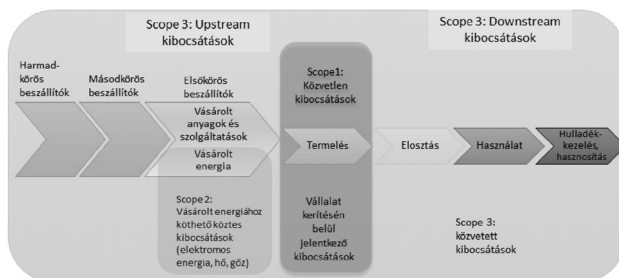 Scope 3: Upstream
kibocsátások
Scope 3: Downstream
kibocsátások
Harmad-
körös
beszállítók
Másodkörös
beszállítók
Elsőkörös
beszállítók
Vásárolt
anyagok és
szolgáltatások
Vásárolt
energia
Scope 2:
Vásárolt energiához
köthető köztes
kibocsátások
(elektromos
energia, hő, gőz)
Scope1:
Közvetlen
kibocsátások
Termelés
Vállalat
kerítésén
belül
jelentkező
kibocsátások
Elosztás
Használat
Hulladék-
kezelés,
hasznosítás
Scope 3:
közvetett
kibocsátások